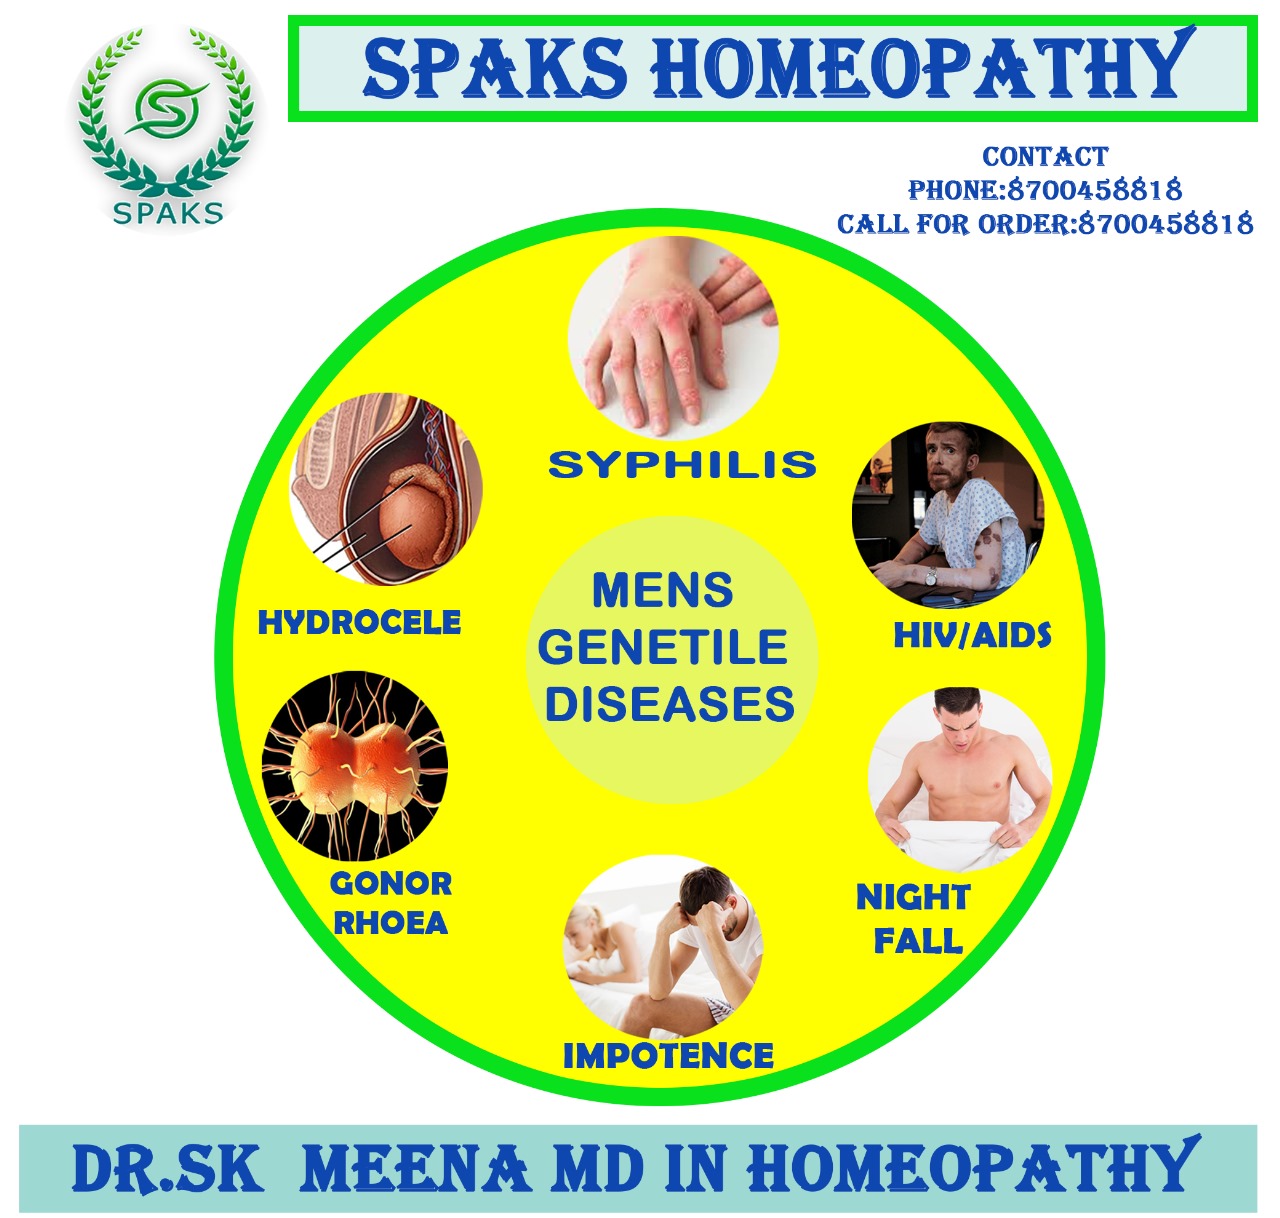 SPAKS HOMEOPATHY
SPAKS
CONTACT
PHONE:8700458818
CALL FOR ORDER:8700458818
SYPHILIS
HYDROCELE
HIV/AIDS
MENS
GENETILE
DISEASES
GONOR
RHOEA
NIGHT
FALL
IMPOTENCE
DR.SK MEENA MD IN HOMEOPATHY